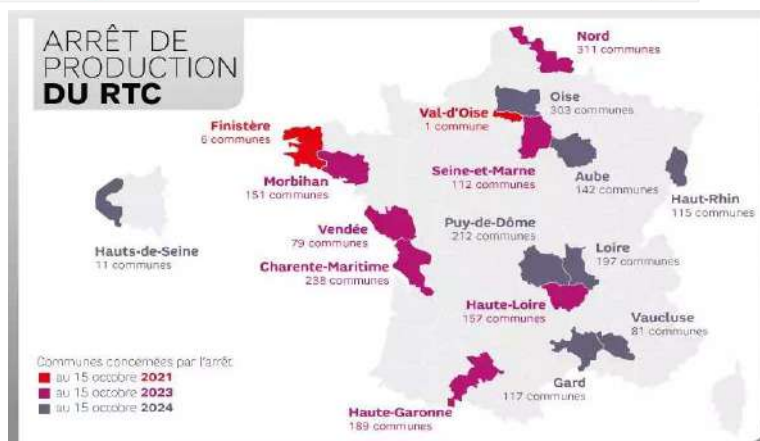 ARRÊT DE
PRODUCTION
DU RTC
Nord
311 communes
Oise
303 communes
Val-d'Oise
1 commune
Finistère
6 communes
Morbihan
151 communes
Seine-et-Marne
112 communes
Aube
142 communes
Haut-Rhin
115 communes
Hauts-de-Seine
11 communes
Vendée
79 communes
Puy-de-Dôme
212 communes
Loire
197 communes
Charente-Maritime
238 communes
Haute-Loire
157 communes
Vaucluse
81 communes
Gard
117 communes
Haute-Garonne
189 communes
Communes concernées par l'arrêt
au 15 octobre 2021
au 15 octobre 2023
au 15 octobre 2024